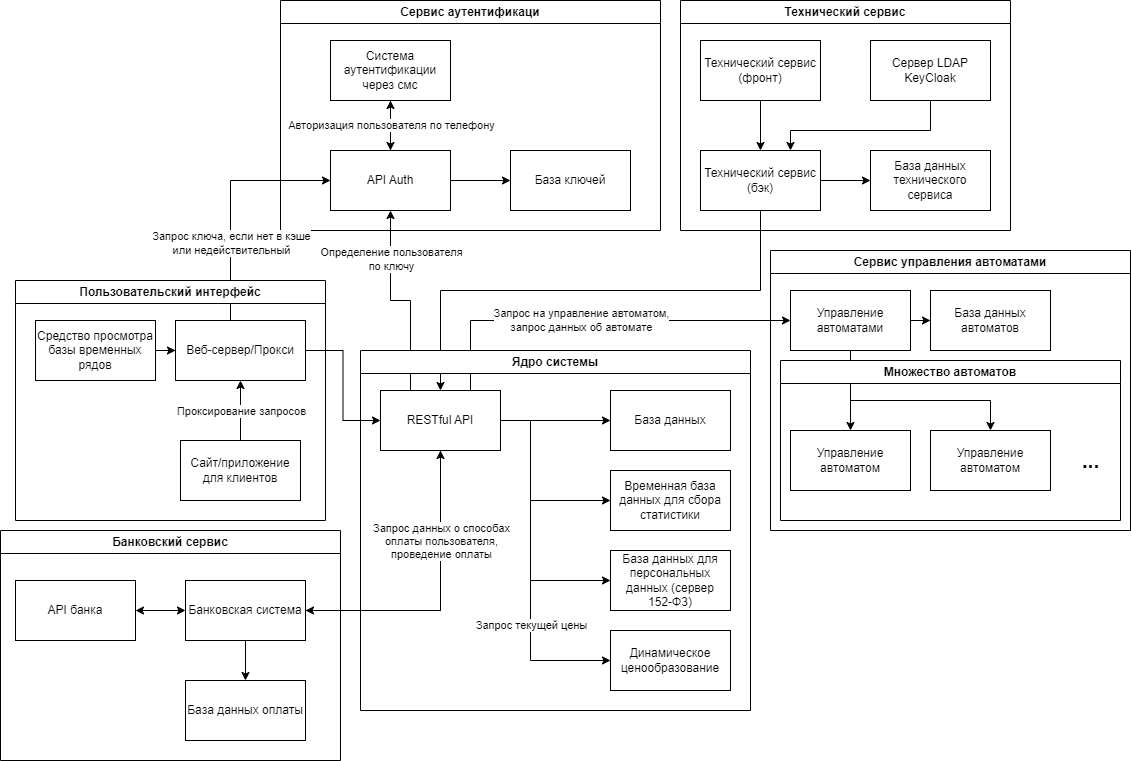 Сервис аутентификаци
Система
аутентификации
через смс
Авторизация пользователя по телефону
API Auth
База ключей
Запрос ключа, если нет в кэше
или недействительный
Определение пользователя
по ключу
Технический сервис
Технический сервис
(фронт)
Сервер LDAP
KeyCloak
Технический сервис
(бэк)
База данных
технического
сервиса
Сервис управления автоматами
Управление
автоматами
База данных
автоматов
Множество автоматов
Управление
автоматом
Управление
автоматом
...
Запрос на управление автоматом,
запрос данных об автомате
Пользовательский интерфейс
Средство просмотра
базы временных
рядов
Веб-сервер/Прокси
Проксирование запросов
Сайт/приложение
для клиентов
Ядро системы
RESTful API
База данных
Временная база
данных для сбора
статистики
База данных для
персональных
данных (сервер
152-ФЗ)
Запрос текущей цены
Динамическое
ценообразование
Запрос данных о способах
оплаты пользователя,
проведение оплаты
Банковский сервис
API банка
Банковская система
База данных оплаты